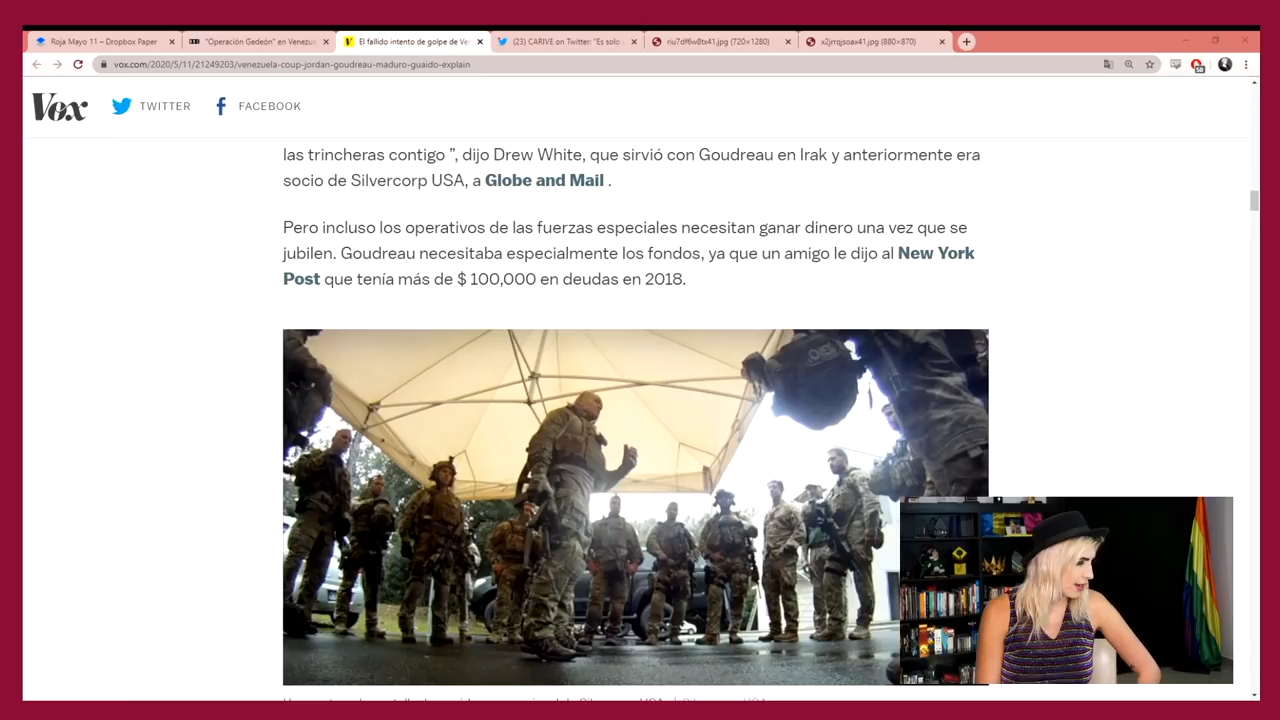 Roja Mayo 11 – Dropbox Paper
"Operación Gedeón" en Venezue
El fallido intento de golpe de Ve
(23) CARIVE on Twitter: "Es solo
riu7df6w8tx41.jpg (720×1280)
x2jrrqjsoax41.jpg (880×870)
vox.com/2020/5/11/21249203/venezuela-coup-jordan-goudreau-maduro-guaido-explain
Vox
TWITTER
FACEBOOK
las trincheras contigo ”, dijo Drew White, que sirvió con Goudreau en Irak y anteriormente era
socio de Silvercorp USA, a Globe and Mail .
Pero incluso los operativos de las fuerzas especiales necesitan ganar dinero una vez que se
jubilen. Goudreau necesitaba especialmente los fondos, ya que un amigo le dijo al New York
Post que tenía más de $ 100,000 en deudas en 2018.